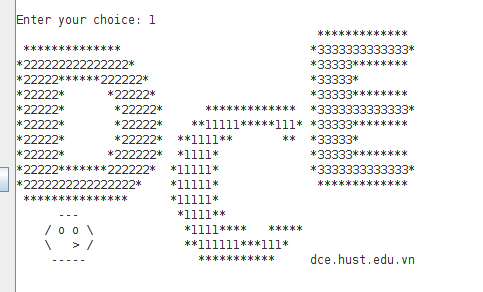 Enter your choice: 1
                                           *************
 **************                           *3333333333333*
*222222222222222*                         *33333********
*22222******222222*                       *33333*
*22222*      *22222*                      *33333********
*22222*       *22222*      *************  *3333333333333*
*22222*       *22222*    **11111*****111* *33333********
*22222*       *22222*  **1111**       **  *33333*
*22222*      *222222*  *1111*             *33333********
*22222*******222222*  *11111*             *3333333333333*
*2222222222222222*    *11111*              *************
 ***************      *11111*
      ---              *1111**
    / o o \             *1111****   *****
    \   > /             **111111***111*
     -----                ***********     dce.hust.edu.vn